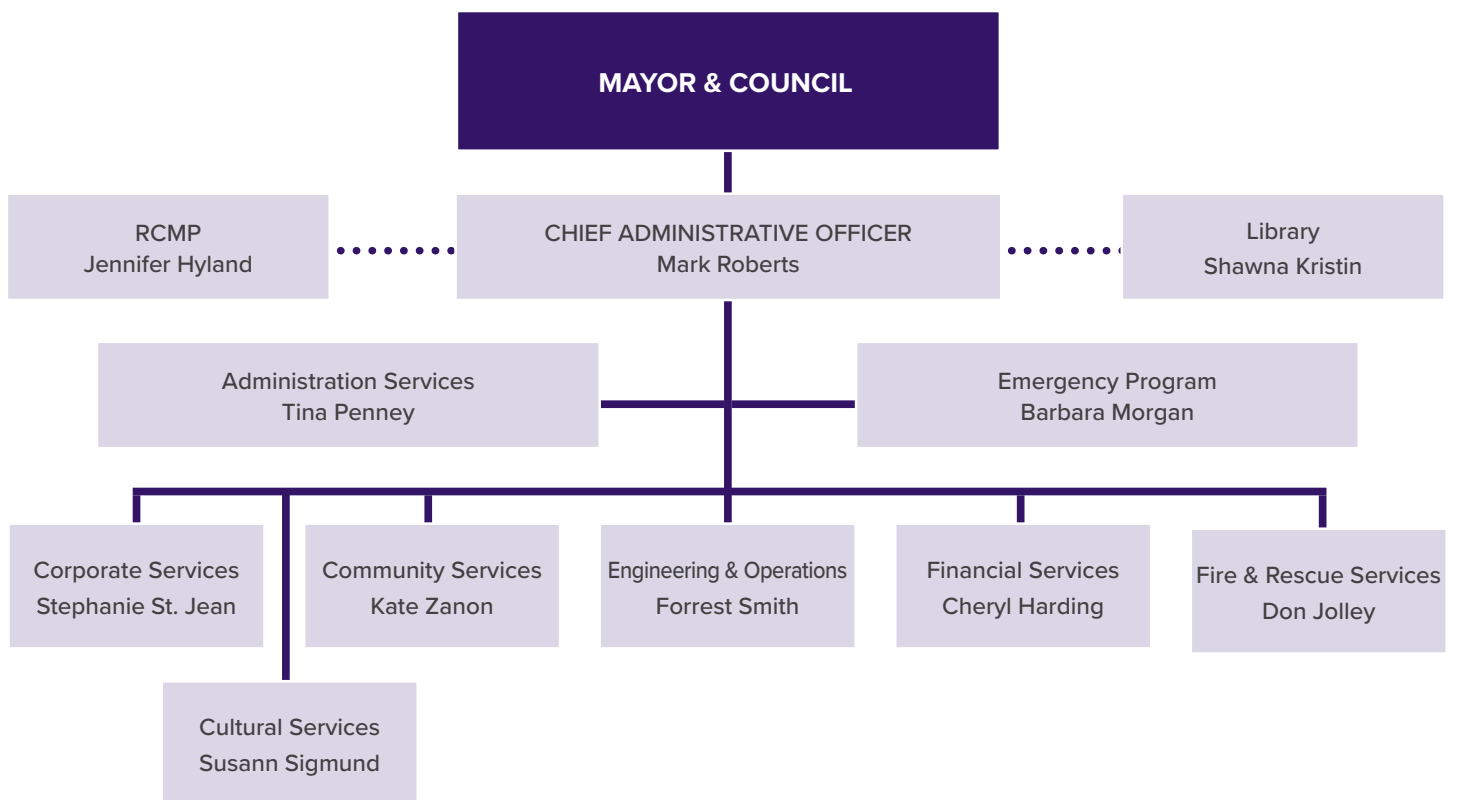 MAYOR & COUNCIL
RCMP
Jennifer Hyland
CHIEF ADMINISTRATIVE OFFICER
Mark Roberts
Library
Shawna Kristin
Administration Services
Tina Penney
Emergency Program
Barbara Morgan
Corporate Services
Stephanie St. Jean
Community Services
Kate Zanon
Engineering & Operations
Forrest Smith
Financial Services
Cheryl Harding
Fire & Rescue Services
Don Jolley
Cultural Services
Susann Sigmund